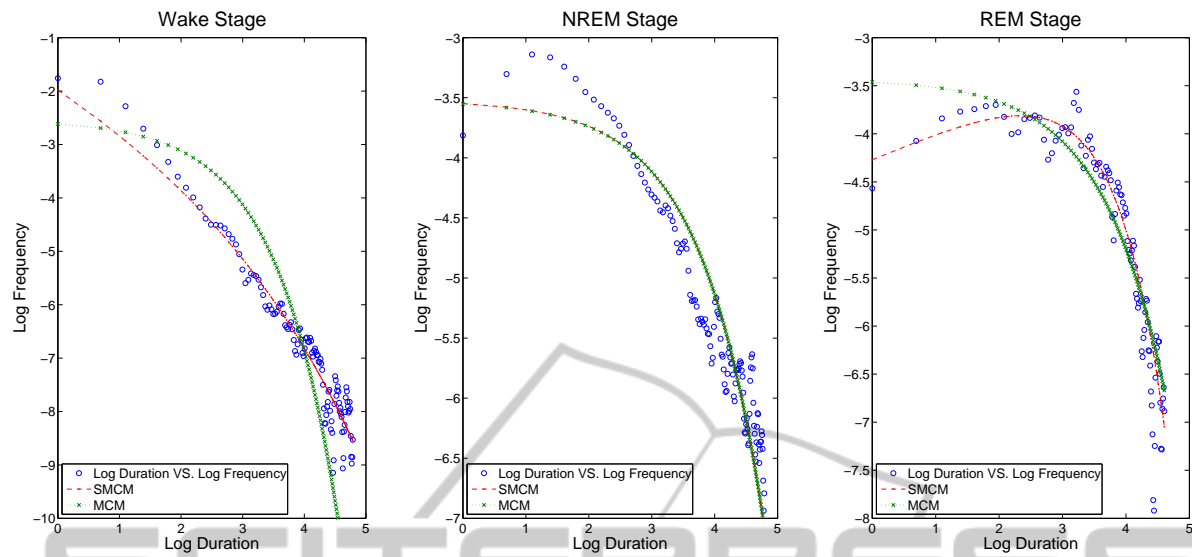 Wake Stage
−1
−2
−3
−4
−5
−6
−7
−8
−9
−10
Log Frequency
Log Duration VS. Log Frequency
SMCM
MCM
0 1 2 3 4 5
Log Duration
NREM Stage
−3
−3.5
−4
−4.5
−5
−5.5
−6
−6.5
−7
Log Frequency
Log Duration VS. Log Frequency
SMCM
MCM
0 1 2 3 4 5
Log Duration
REM Stage
−3
−3.5
−4
−4.5
−5
−5.5
−6
−6.5
−7
−7.5
−8
Log Frequency
Log Duration VS. Log Frequency
SMCM
MCM
0 1 2 3 4 5
Log Duration